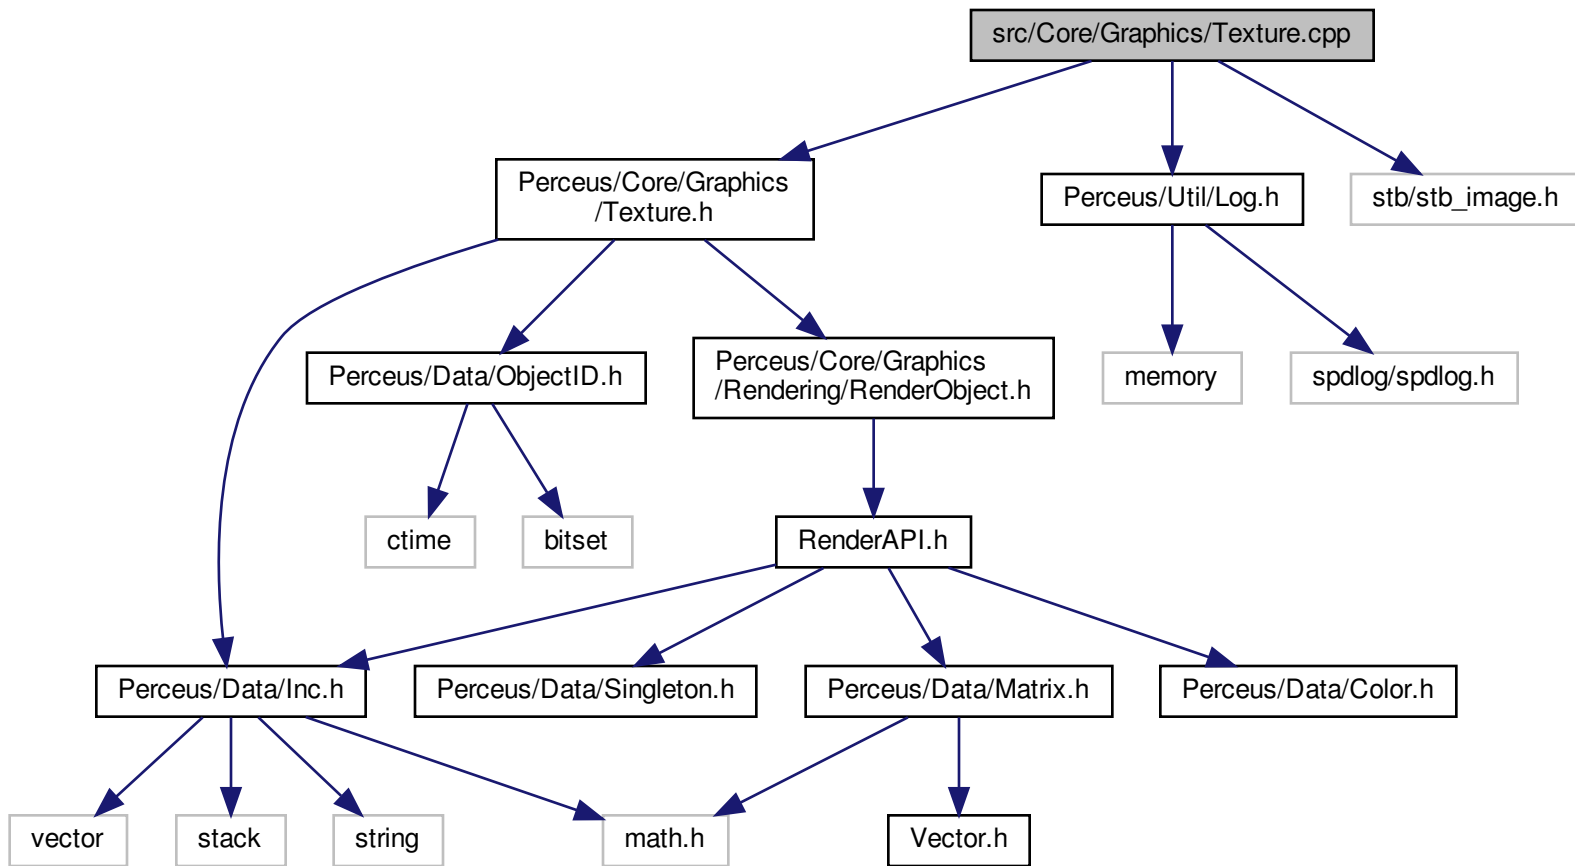 src/Core/Graphics/Texture.cpp
Perceus/Core/Graphics
/Texture.h
Perceus/Util/Log.h
stb/stb_image.h
Perceus/Data/ObjectID.h
Perceus/Core/Graphics
/Rendering/RenderObject.h
memory
spdlog/spdlog.h
ctime
bitset
RenderAPI.h
Perceus/Data/Inc.h
Perceus/Data/Singleton.h
Perceus/Data/Matrix.h
Perceus/Data/Color.h
vector
stack
string
math.h
Vector.h